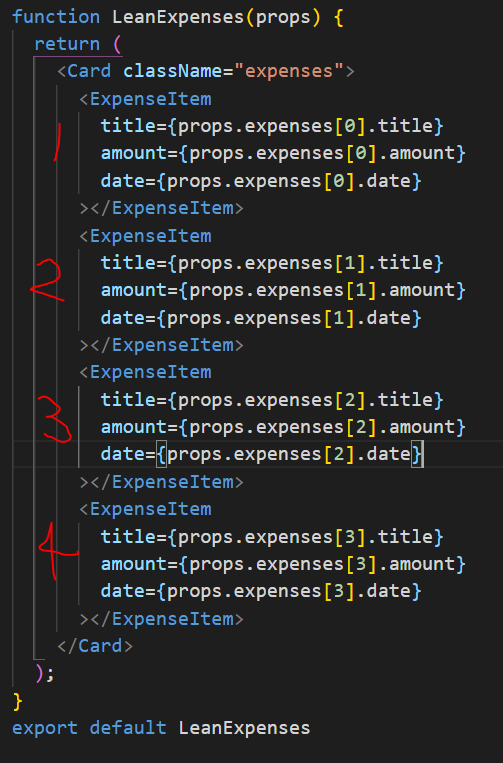 function LeanExpenses(props) {
return (
<Card className="expenses">
<ExpenseItem
1 title={props.expenses[0].title}
amount={props.expenses[0].amount}
date={props.expenses[0].date}
></ExpenseItem>
<ExpenseItem
2 title={props.expenses[1].title}
amount={props.expenses[1].amount}
date={props.expenses[1].date}
></ExpenseItem>
<ExpenseItem
3 title={props.expenses[2].title}
amount={props.expenses[2].amount}
date={props.expenses[2].date}
></ExpenseItem>
<ExpenseItem
4 title={props.expenses[3].title}
amount={props.expenses[3].amount}
date={props.expenses[3].date}
></ExpenseItem>
</Card>
);
}
export default LeanExpenses